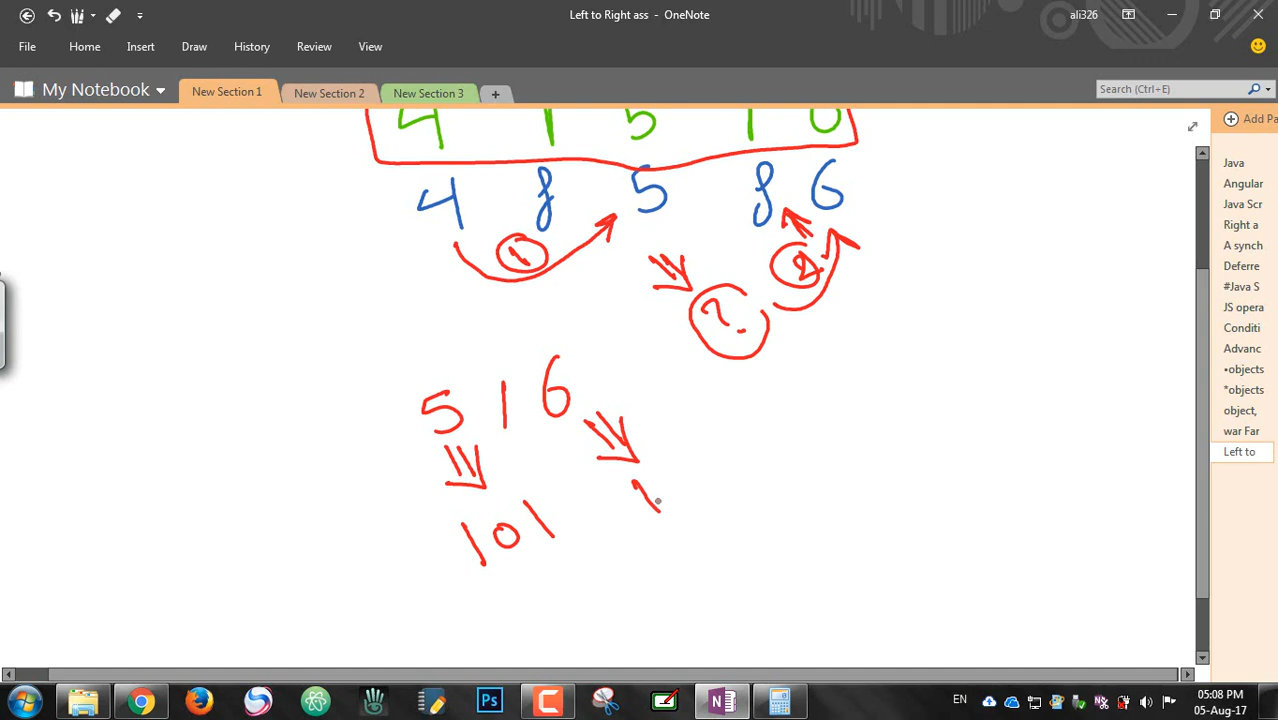 Left to Right ass - OneNote
ali326
File Home Insert Draw History Review View
My Notebook New Section 1 New Section 2 New Section 3
Search (Ctrl+E)
Add Pa
Java
Angular
Java Scr
Right a
A synch
Deferre
#Java S
JS opera
Conditi
Advanc
•objects
*objects
object,
war Far
Left to
4 1 5 1 6
4 & 5 & 6
1
2
?
5 | 6
101 1
Ps
EN
05:08 PM
05-Aug-17